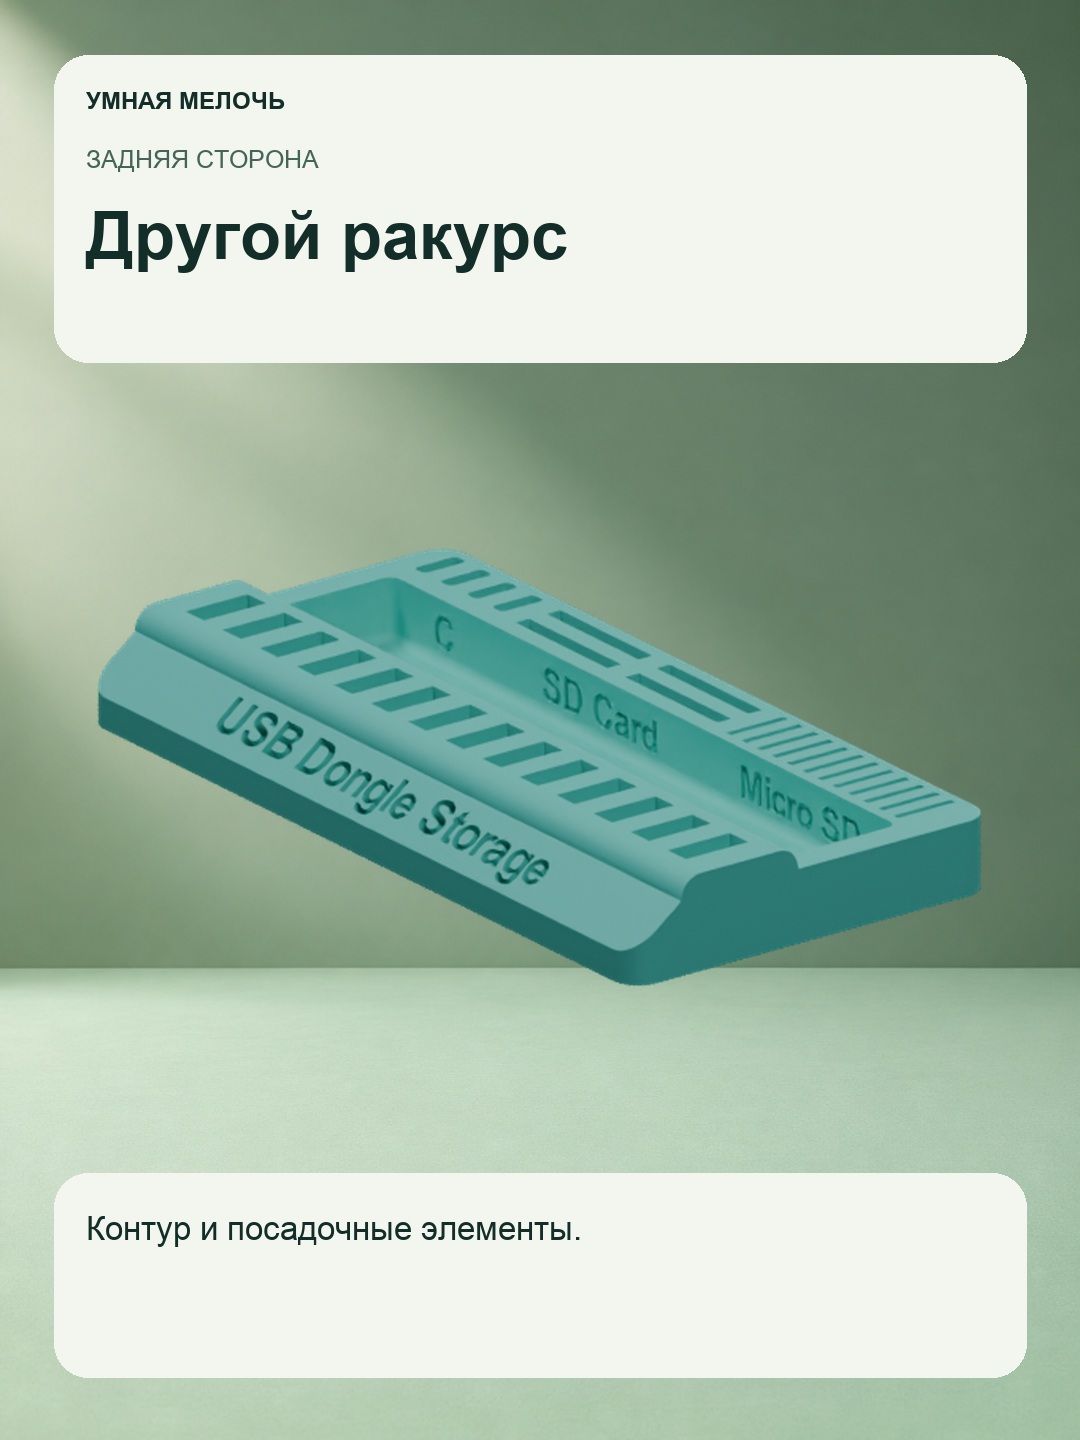 УМНАЯ МЕЛОЧЬ
ЗАДНЯЯ СТОРОНА
Другой ракурс
C
SD Card
Micro SD
USB Dongle Storage
Контур и посадочные элементы.